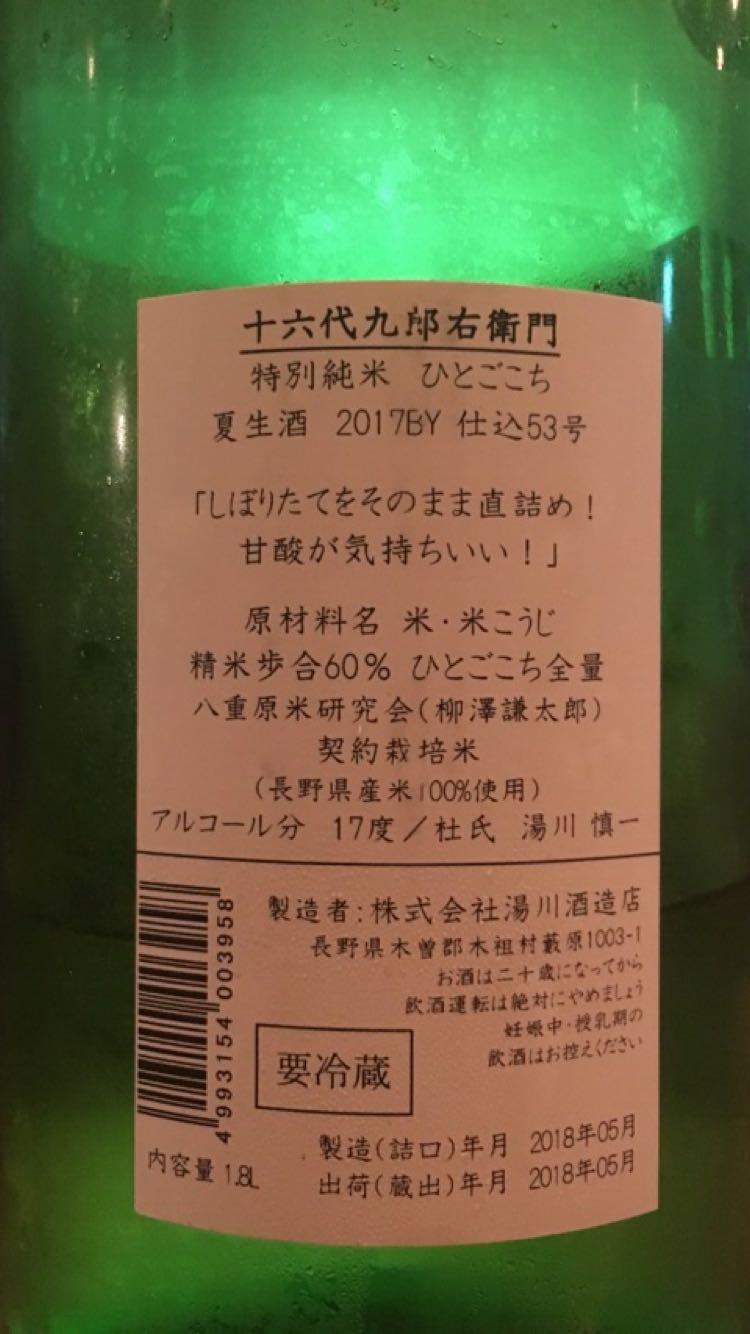 十六代九郎右衛門
特別純米 ひとごこち
夏生酒 2017BY 仕込53号
「しぼりたてをそのまま直詰め！
甘酸が気持ちいい！」
原材料名 米・米こうじ
精米歩合60% ひとごこち全量
八重原米研究会(柳澤謙太郎)
契約栽培米
(長野県産米100%使用)
アルコール分 17度／杜氏 湯川 慎一
製造者:株式会社湯川酒造店
長野県木曽郡木祖村薮原1003-1
お酒は二十歳になってから
飲酒運転は絶対にやめましょう
妊娠中・授乳期の
飲酒はお控えください
4993154003958
要冷蔵
内容量 1.8L
製造(詰口)年月 2018年05月
出荷(蔵出)年月 2018年05月